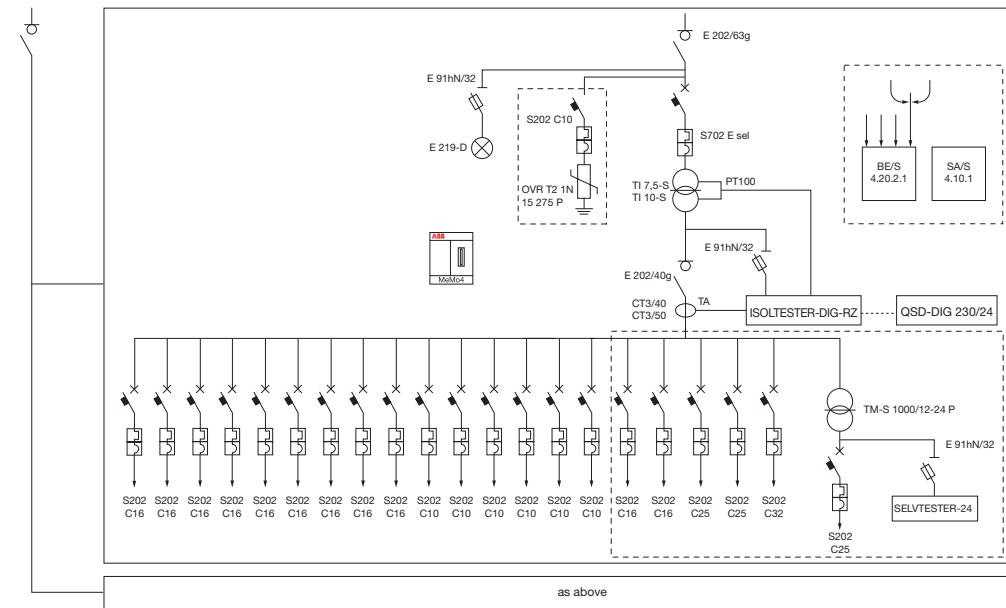 E 202/63g
E 91hN/32
S202 C10
E 219-D
S702 E sel
OVR T2 1N
15 275 P
TI 7,5-S
TI 10-S
PT100
BE/S
4.20.2.1
SA/S
4.10.1
ABB
MeMo4
E 91hN/32
E 202/40g
CT3/40
CT3/50
TA
ISOLTESTER-DIG-RZ
QSD-DIG 230/24
TM-S 1000/12-24 P
E 91hN/32
SELVTESTER-24
S202 S202 S202 S202 S202 S202 S202 S202 S202 S202 S202 S202 S202 S202 S202 S202 S202 S202 S202 S202
C16 C16 C16 C16 C16 C16 C16 C16 C16 C10 C10 C10 C10 C10 C10 C16 C16 C25 C25 C32
S202
C25
as above